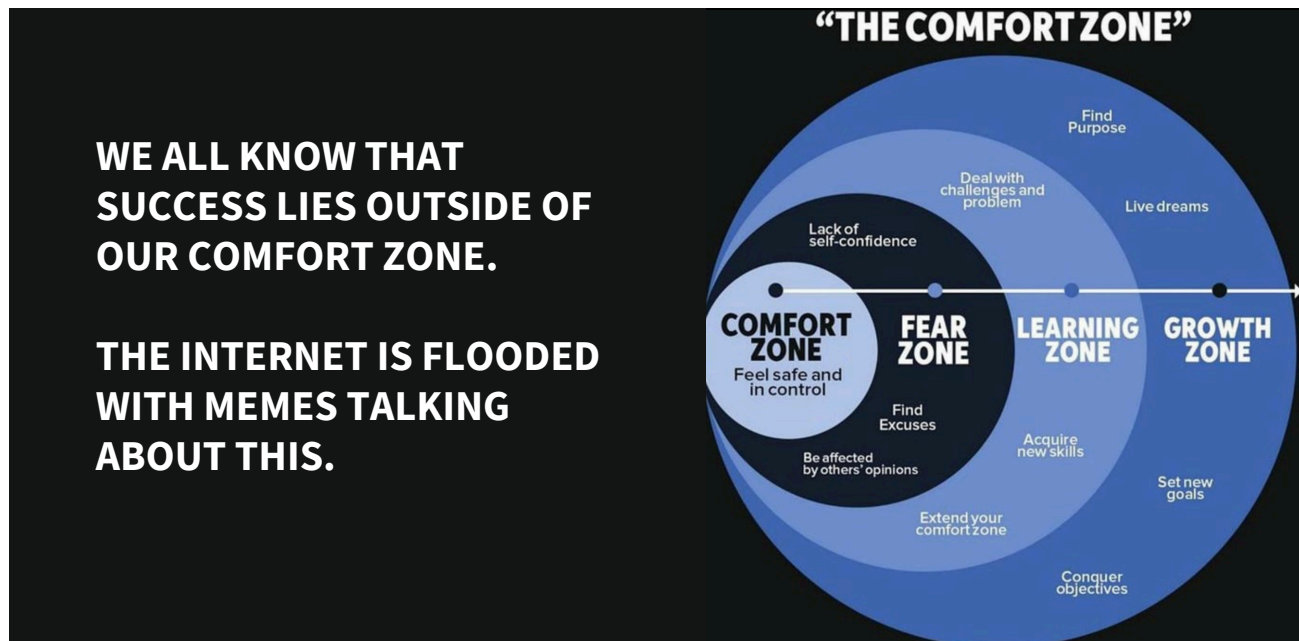 WE ALL KNOW THAT
SUCCESS LIES OUTSIDE OF
OUR COMFORT ZONE.
THE INTERNET IS FLOODED
WITH MEMES TALKING
ABOUT THIS.
“THE COMFORT ZONE”
Find
Purpose
Deal with
challenges and
problem
Live dreams
Lack of
self-confidence
COMFORT
ZONE
Feel safe and
in control
FEAR
ZONE
LEARNING
ZONE
GROWTH
ZONE
Find
Excuses
Be affected
by others’ opinions
Acquire
new skills
Set new
goals
Extend your
comfort zone
Conquer
objectives